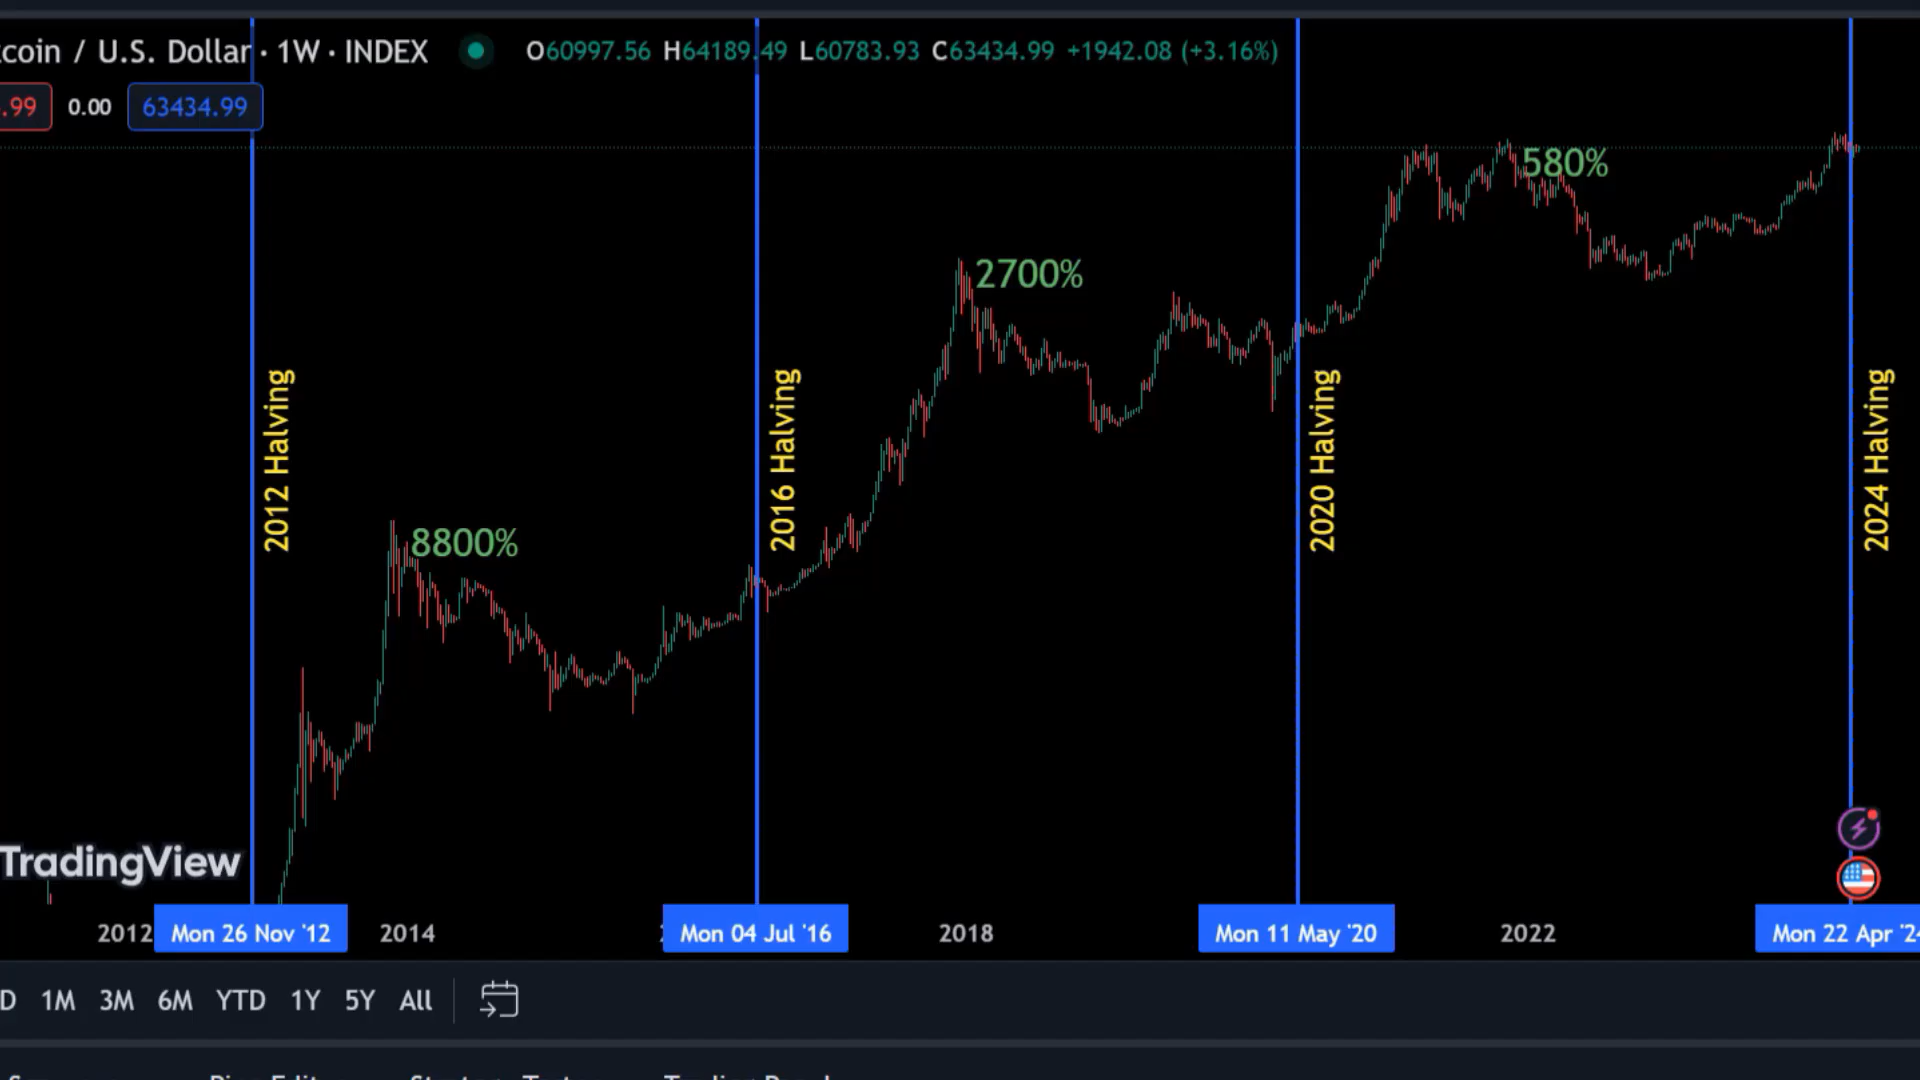 coin / U.S. Dollar · 1W · INDEX O60997.56 H64189.49 L60783.93 C63434.99 +1942.08 (+3.16%)
.99 0.00 63434.99
580%
2700%
8800%
2012 Halving
2016 Halving
2020 Halving
2024 Halving
TradingView
2012 Mon 26 Nov '12 2014 Mon 04 Jul '16 2018 Mon 11 May '20 2022 Mon 22 Apr '24
D 1M 3M 6M YTD 1Y 5Y All